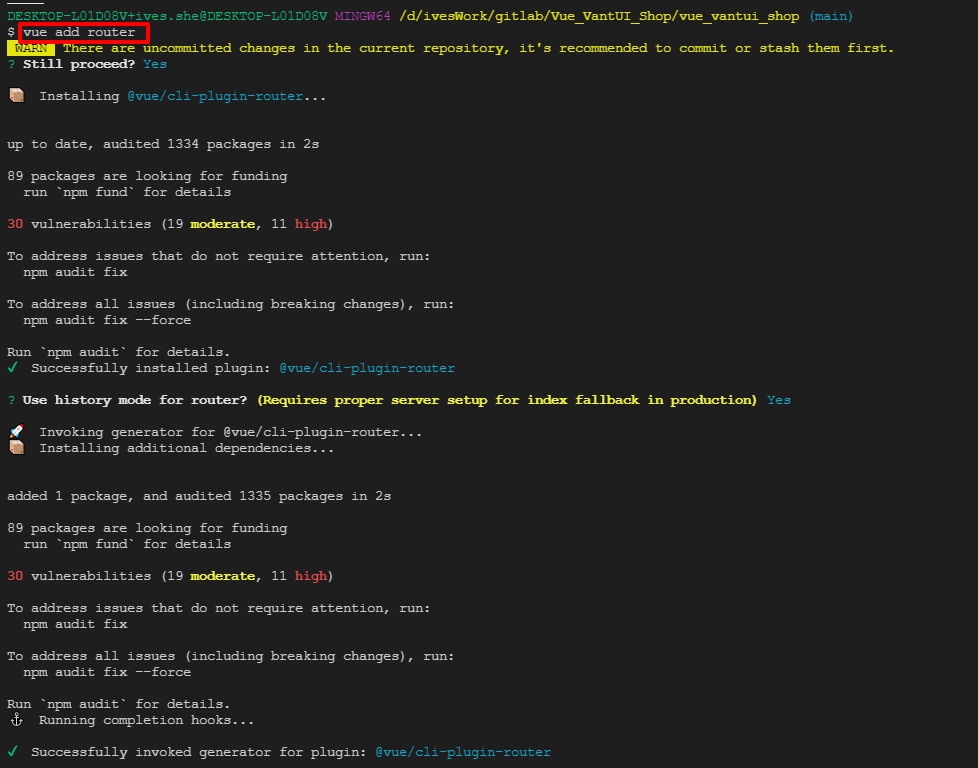 DESKTOP-L01D08V+ives.she@DESKTOP-L01D08V MINGW64 /d/ivesWork/gitlab/Vue_VantUI_Shop/vue_vantui_shop (main)
$ vue add router
WARN There are uncommitted changes in the current repository, it's recommended to commit or stash them first.
? Still proceed? Yes
Installing @vue/cli-plugin-router...
up to date, audited 1334 packages in 2s
89 packages are looking for funding
run `npm fund` for details
30 vulnerabilities (19 moderate, 11 high)
To address issues that do not require attention, run:
npm audit fix
To address all issues (including breaking changes), run:
npm audit fix --force
Run `npm audit` for details.
✓ Successfully installed plugin: @vue/cli-plugin-router
? Use history mode for router? (Requires proper server setup for index fallback in production) Yes
🚀 Invoking generator for @vue/cli-plugin-router...
📦 Installing additional dependencies...
added 1 package, and audited 1335 packages in 2s
89 packages are looking for funding
run `npm fund` for details
30 vulnerabilities (19 moderate, 11 high)
To address issues that do not require attention, run:
npm audit fix
To address all issues (including breaking changes), run:
npm audit fix --force
Run `npm audit` for details.
⚓ Running completion hooks...
✓ Successfully invoked generator for plugin: @vue/cli-plugin-router